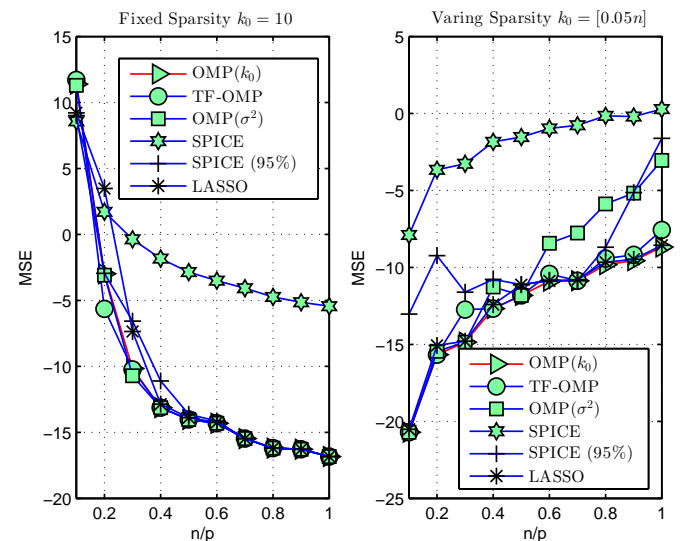 Fixed Sparsity k₀ = 10
15
10
5
0
−5
−10
−15
−20
MSE
0.2
0.4
0.6
0.8
1
n/p
OMP(k₀)
TF-OMP
OMP(σ²)
SPICE
SPICE (95%)
LASSO
Varing Sparsity k₀ = [0.05n]
5
0
−5
−10
−15
−20
−25
MSE
0.2
0.4
0.6
0.8
1
n/p
OMP(k₀)
TF-OMP
OMP(σ²)
SPICE
SPICE (95%)
LASSO